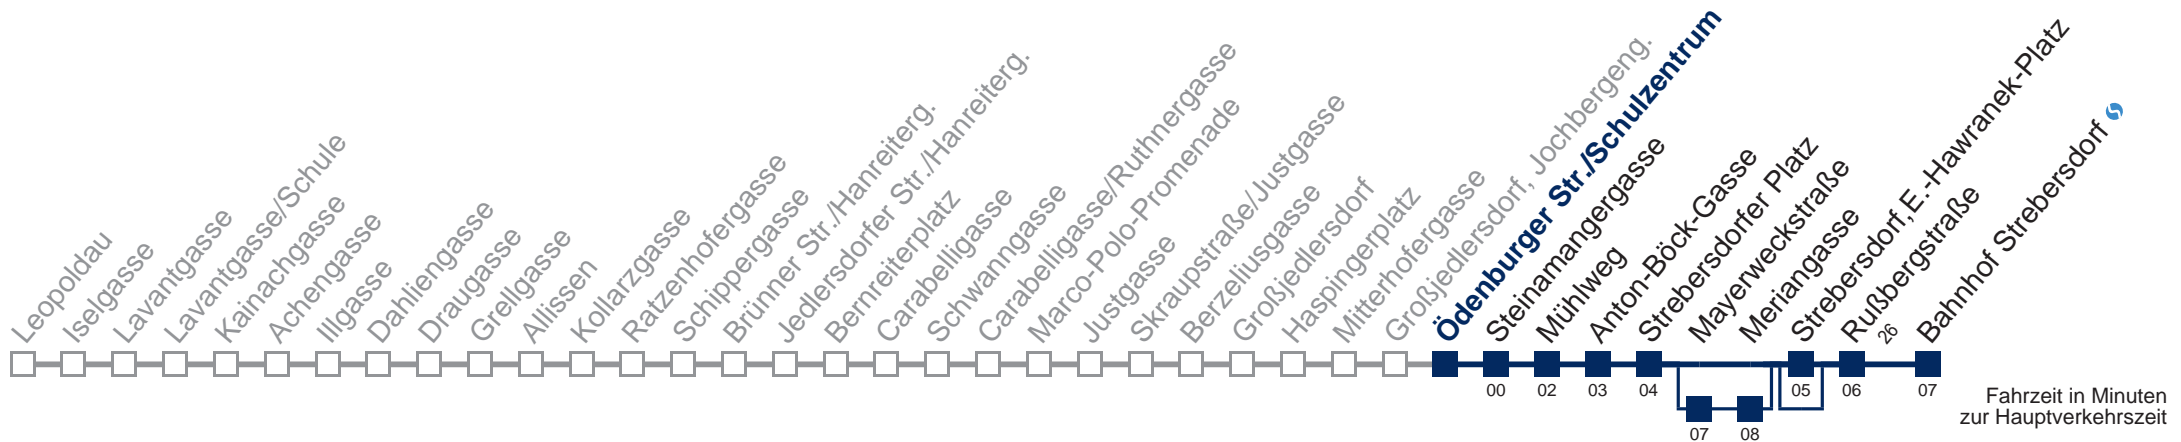 Leopoldau
Iselgasse
Lavantgasse
Lavantgasse/Schule
Kainachgasse
Achengasse
Illgasse
Dahliengasse
Draugasse
Grellgasse
Allissen
Kollarzgasse
Ratzenhofergasse
Schippergasse
Brünner Str./Hanreiterg.
Jedlersdorfer Str./Hanreiterg.
Bernreiterplatz
Carabelligasse
Schwanngasse
Carabelligasse/Ruthnergasse
Marco-Polo-Promenade
Justgasse
Skraupstraße/Justgasse
Berzeliusgasse
Großjedlersdorf
Haspingerplatz
Mitterhofergasse
Großjedlersdorf, Jochbergeng.
Ödenburger Str./Schulzentrum
Steinamangergasse
Mühlweg
Anton-Böck-Gasse
Strebersdorfer Platz
Mayerweckstraße
Meriangasse
Strebersdorf,E.-Hawranek-Platz
Rußbergstraße
26
Bahnhof Strebersdorf
00 02 03 04 05 06 07
07 08
Fahrzeit in Minuten
zur Hauptverkehrszeit